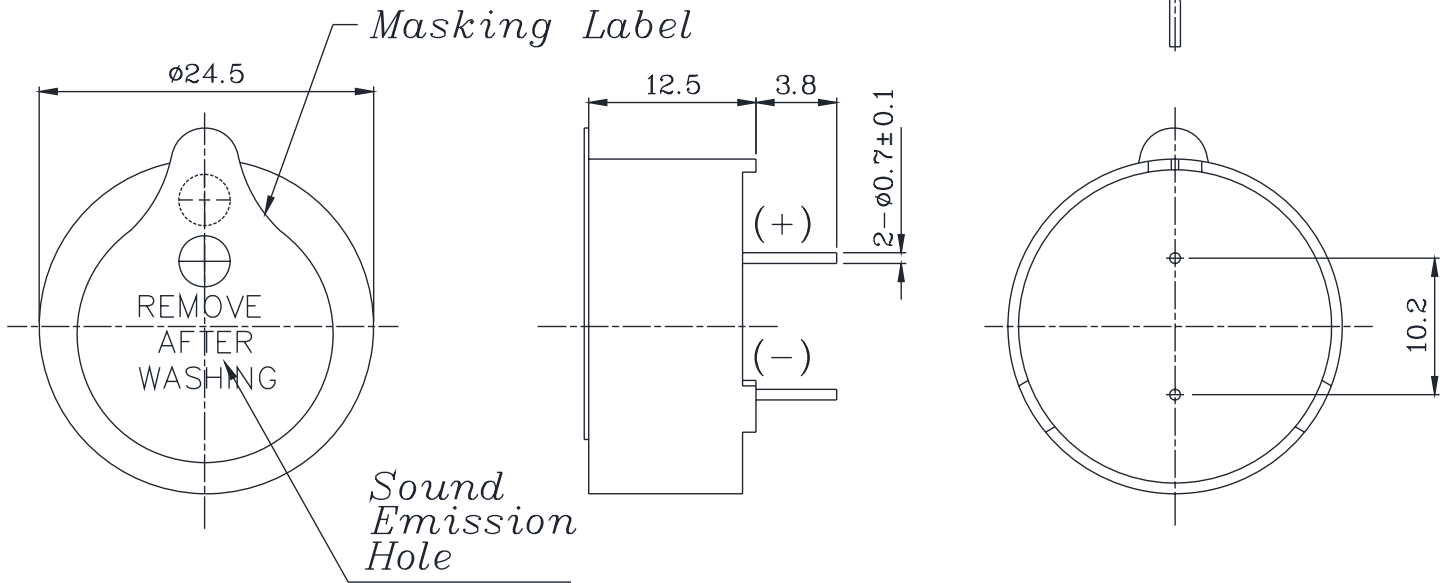 Masking Label
ø24.5
12.5
3.8
2-ø0.7±0.1
(+)
REMOVE
AFTER
WASHING
(-)
10.2
Sound
Emission
Hole